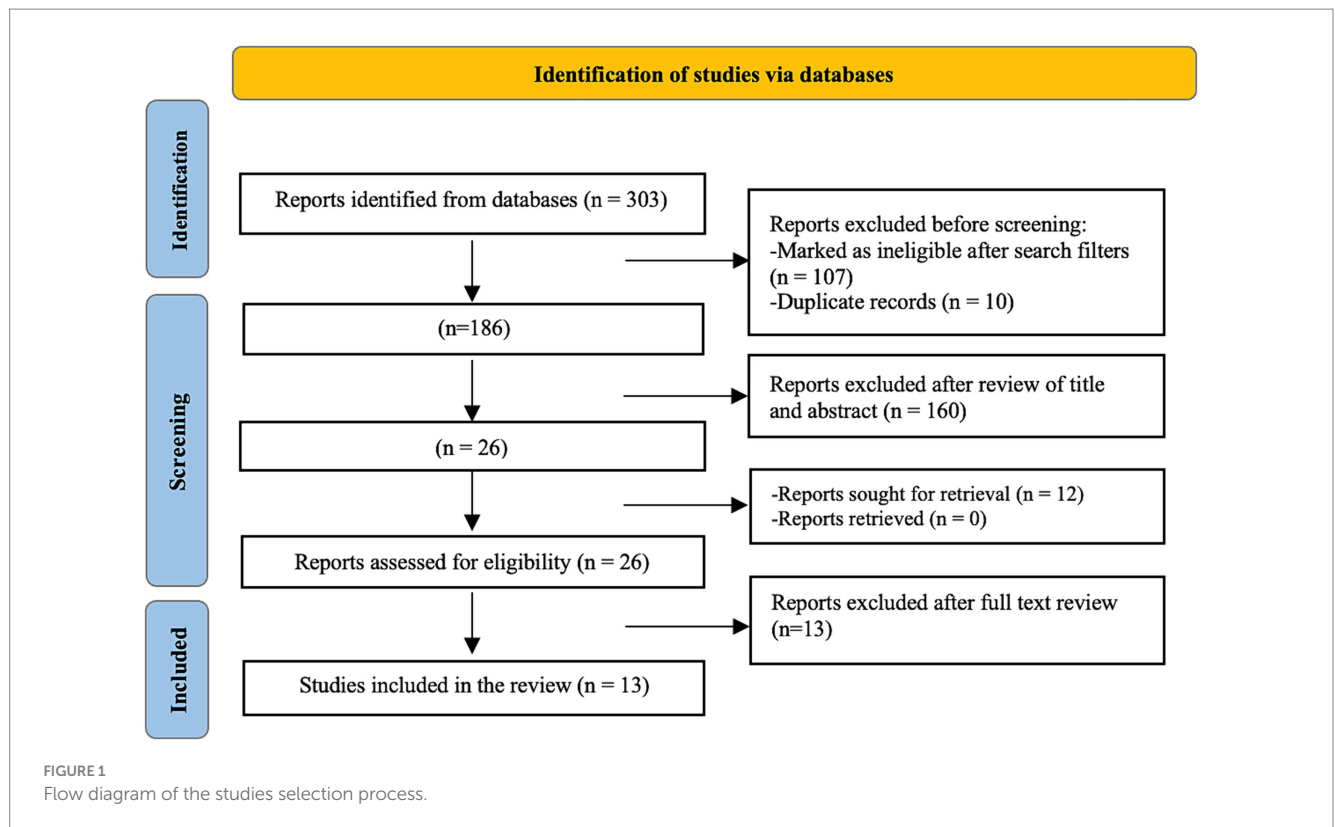 Identification of studies via databases
Identification
Reports identified from databases (n = 303)
Reports excluded before screening:
-Marked as ineligible after search filters
(n = 107)
-Duplicate records (n = 10)
Screening
(n=186)
Reports excluded after review of title
and abstract (n = 160)
(n = 26)
-Reports sought for retrieval (n = 12)
-Reports retrieved (n = 0)
Reports assessed for eligibility (n = 26)
Reports excluded after full text review
(n=13)
Included
Studies included in the review (n = 13)
FIGURE 1
Flow diagram of the studies selection process.